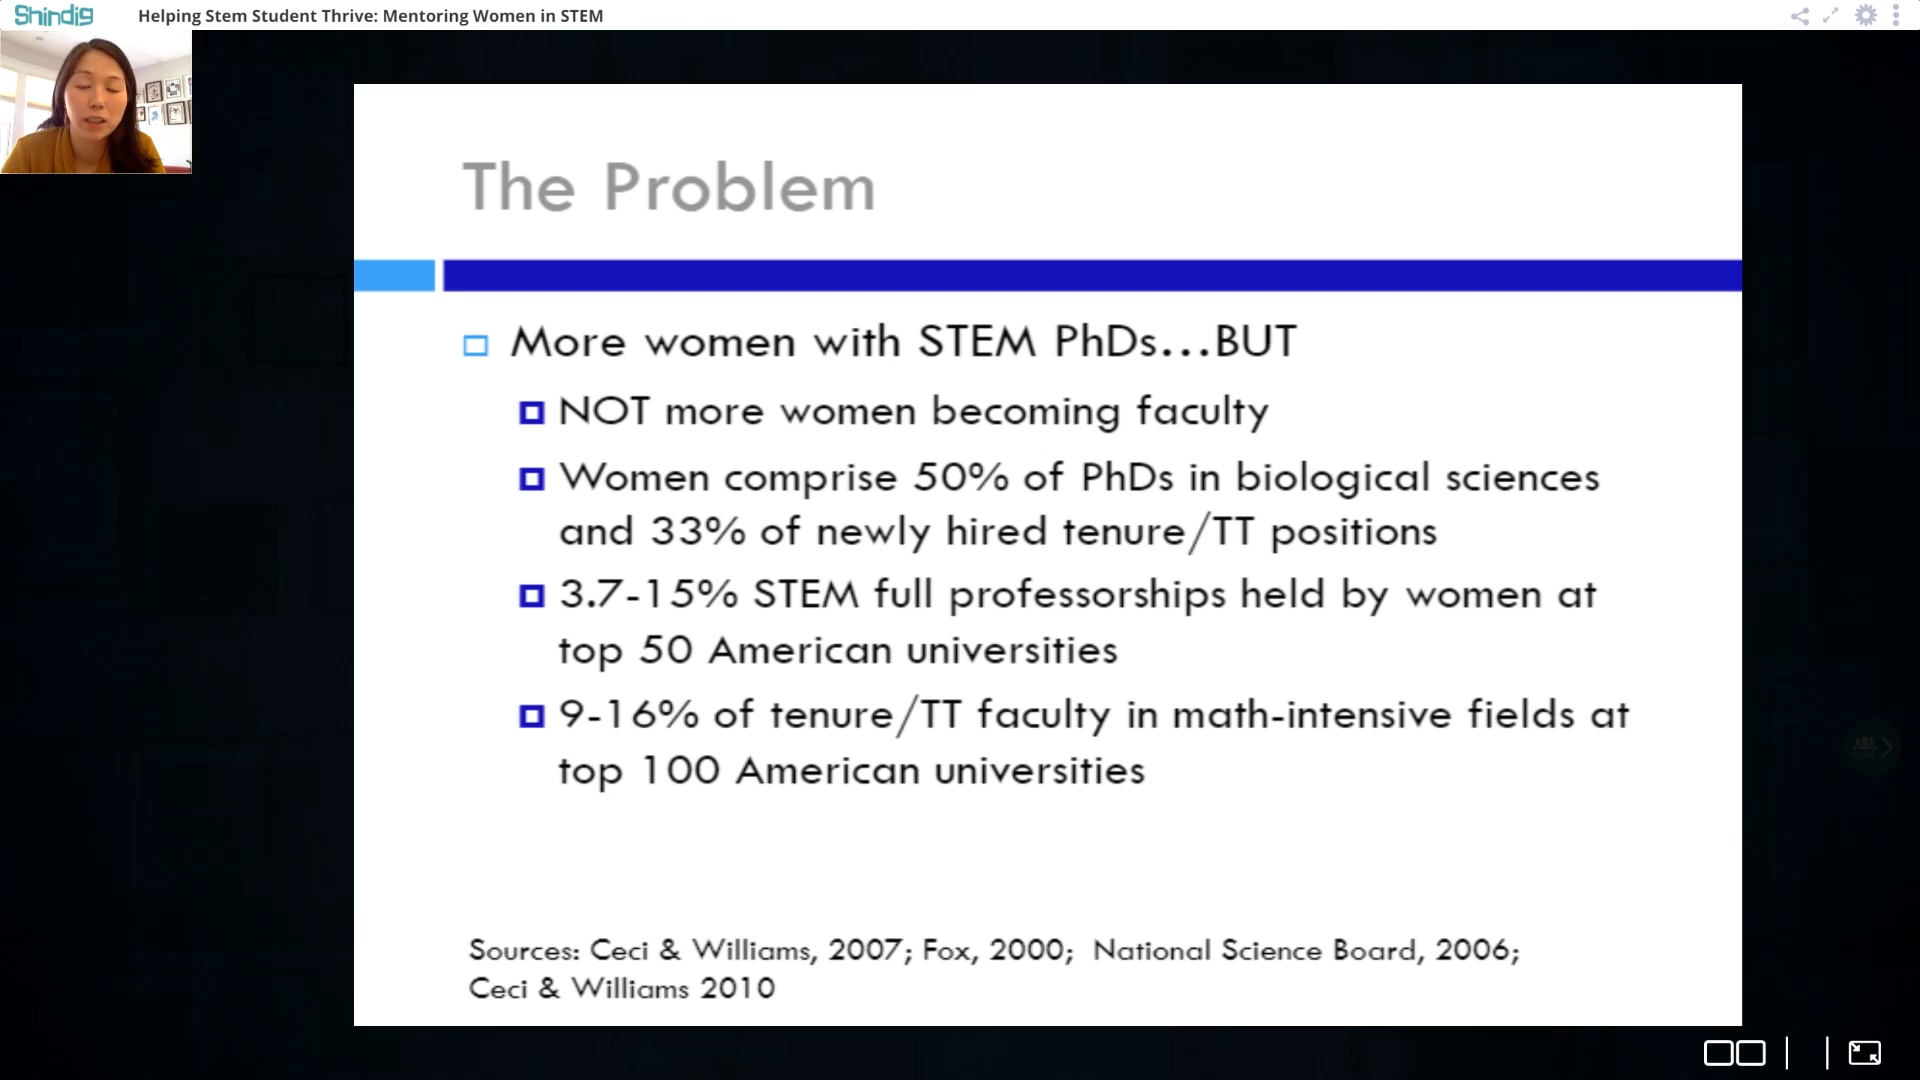 Shindig
Helping Stem Student Thrive: Mentoring Women in STEM
The Problem
More women with STEM PhDs...BUT
NOT more women becoming faculty
Women comprise 50% of PhDs in biological sciences
and 33% of newly hired tenure/TT positions
3.7-15% STEM full professorships held by women at
top 50 American universities
9-16% of tenure/TT faculty in math-intensive fields at
top 100 American universities
Sources: Ceci & Williams, 2007; Fox, 2000; National Science Board, 2006;
Ceci & Williams 2010